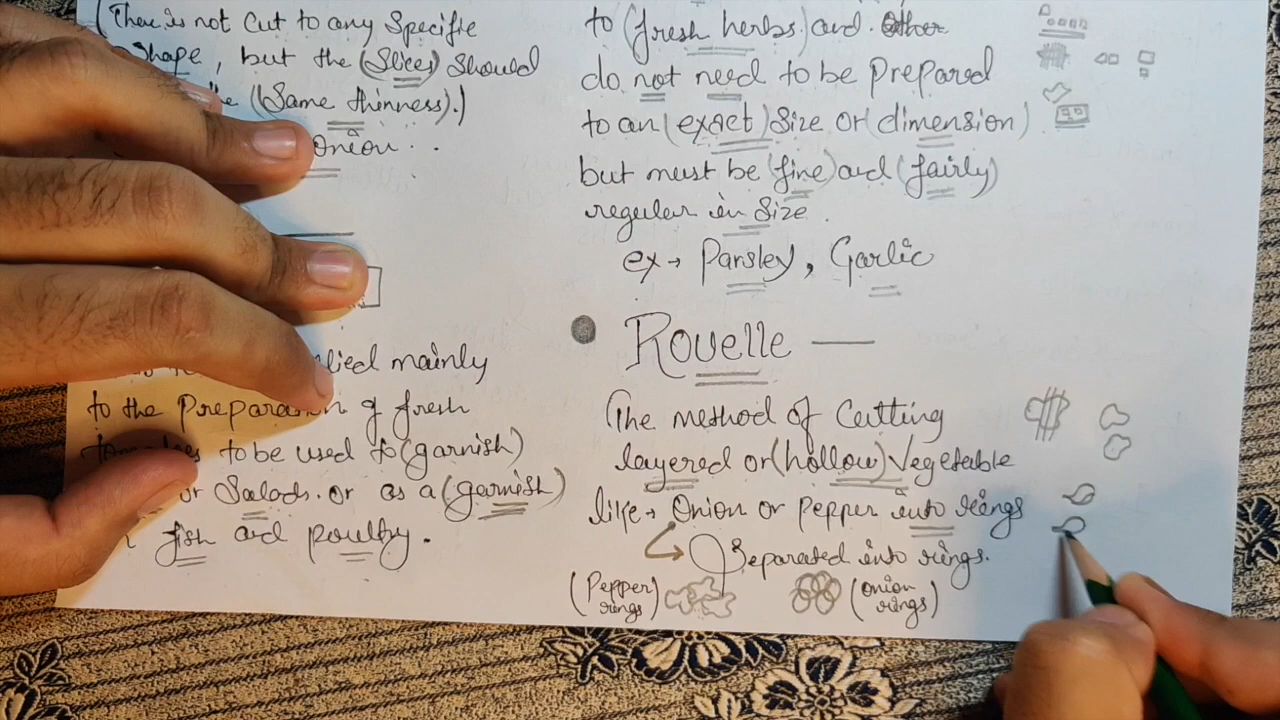 (There is not Cut to any Specific
Shape, but the (Slices) Should
(Same thinness).)
Onion.
mainly
to the Preparation of fresh
to be used to (garnish)
or Salads. or as a (garnish)
fish and poultry.
to (fresh herbs) and. Other
do not need to be prepared
to an (exact) Size or (dimension)
but must be (fine) and (fairly)
reguler in Size.
ex → Parsley, Garlic
Rouelle —
The method of Cutting
layered or (hollow) Vegetable
like → Onion or Pepper into rings
Separated into rings.
(Pepper rings)
(onion rings)